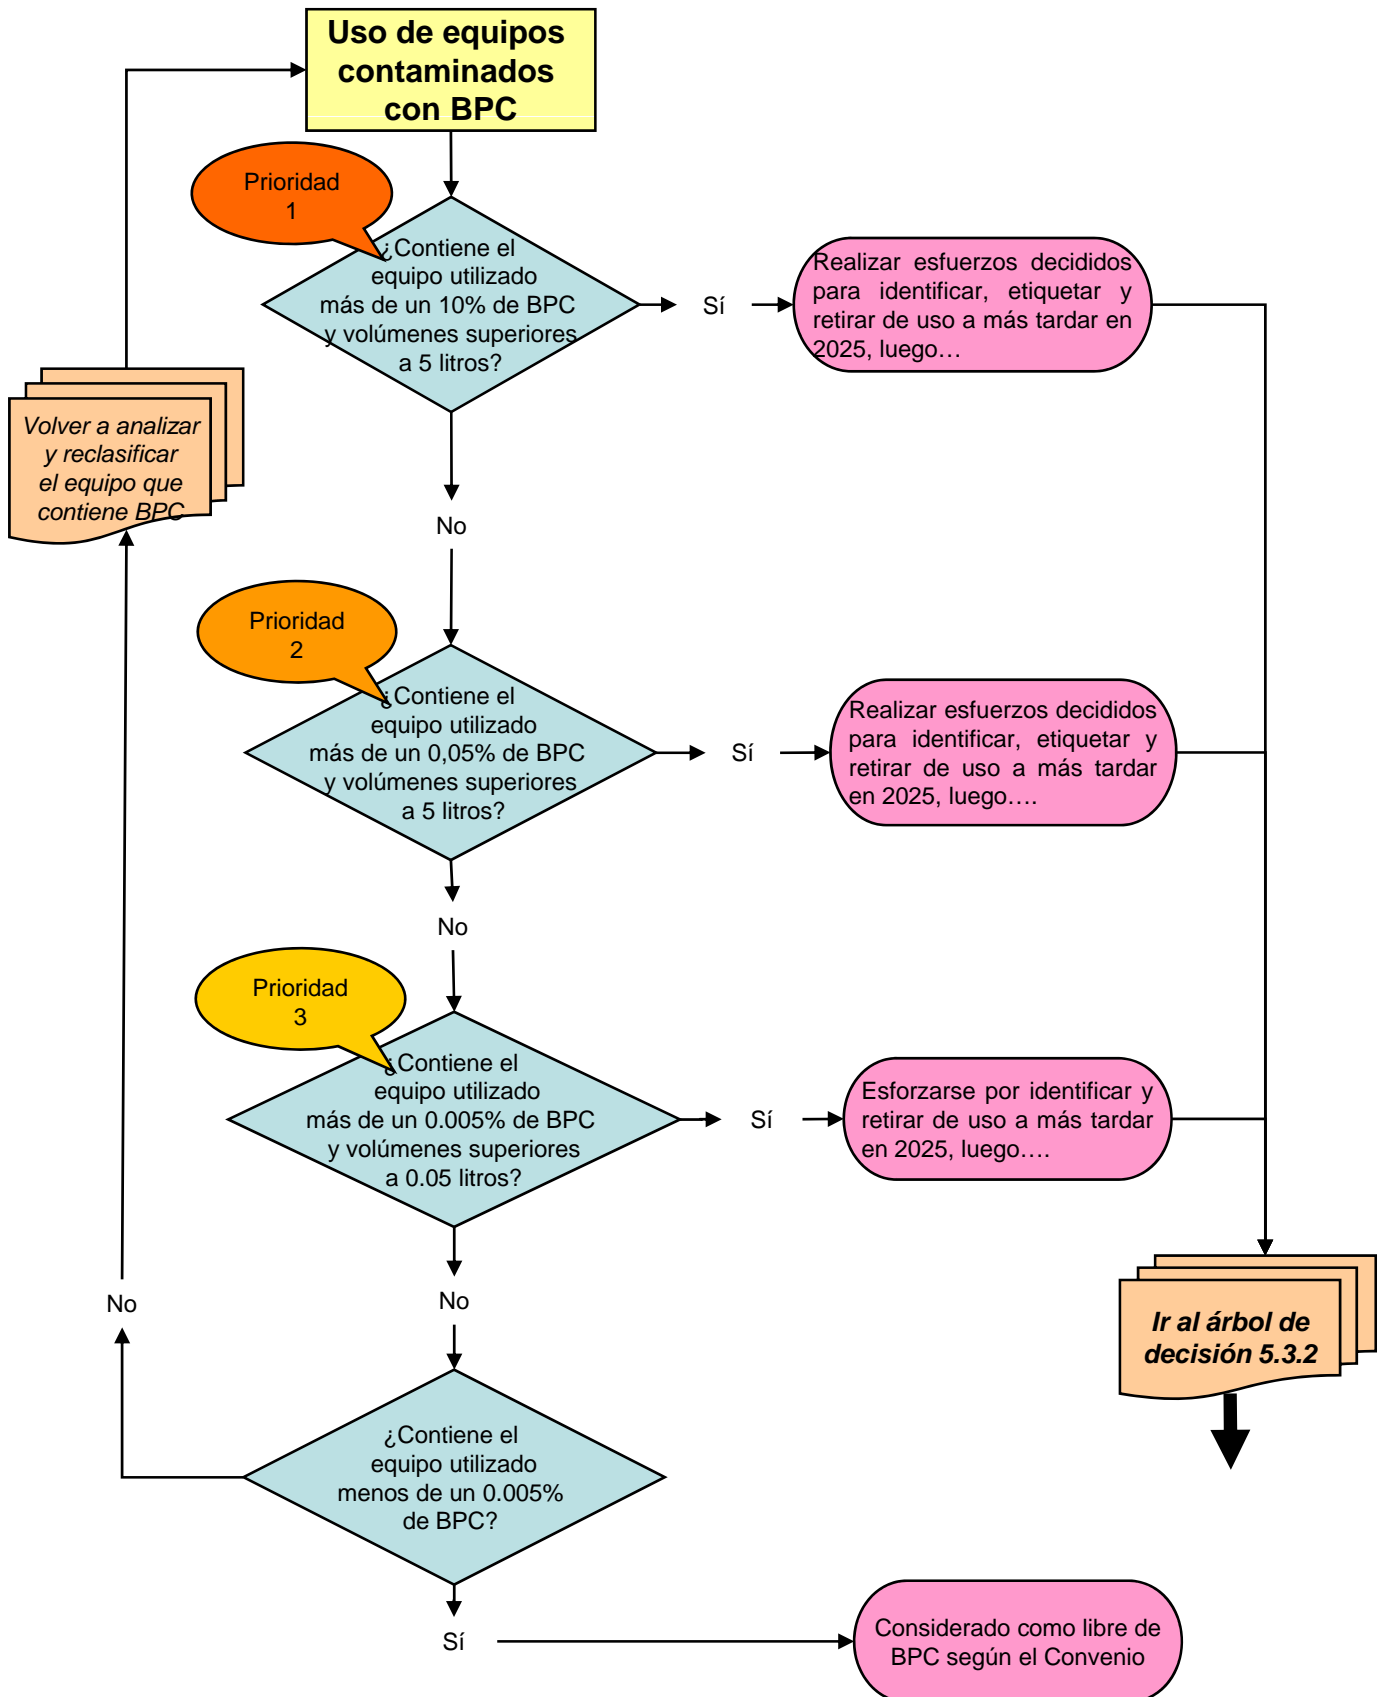 Uso de equipos
contaminados
con BPC
Prioridad
1
¿Contiene el
equipo utilizado
más de un 10% de BPC
y volúmenes superiores
a 5 litros?
Sí
Realizar esfuerzos decididos
para identificar, etiquetar y
retirar de uso a más tardar en
2025, luego…
Volver a analizar
y reclasificar
el equipo que
contiene BPC
No
Prioridad
2
¿Contiene el
equipo utilizado
más de un 0,05% de BPC
y volúmenes superiores
a 5 litros?
Sí
Realizar esfuerzos decididos
para identificar, etiquetar y
retirar de uso a más tardar
en 2025, luego….
No
Prioridad
3
¿Contiene el
equipo utilizado
más de un 0.005% de BPC
y volúmenes superiores
a 0.05 litros?
Sí
Esforzarse por identificar y
retirar de uso a más tardar
en 2025, luego….
No
No
Ir al árbol de
decisión 5.3.2
¿Contiene el
equipo utilizado
menos de un 0.005%
de BPC?
Sí
Considerado como libre de
BPC según el Convenio